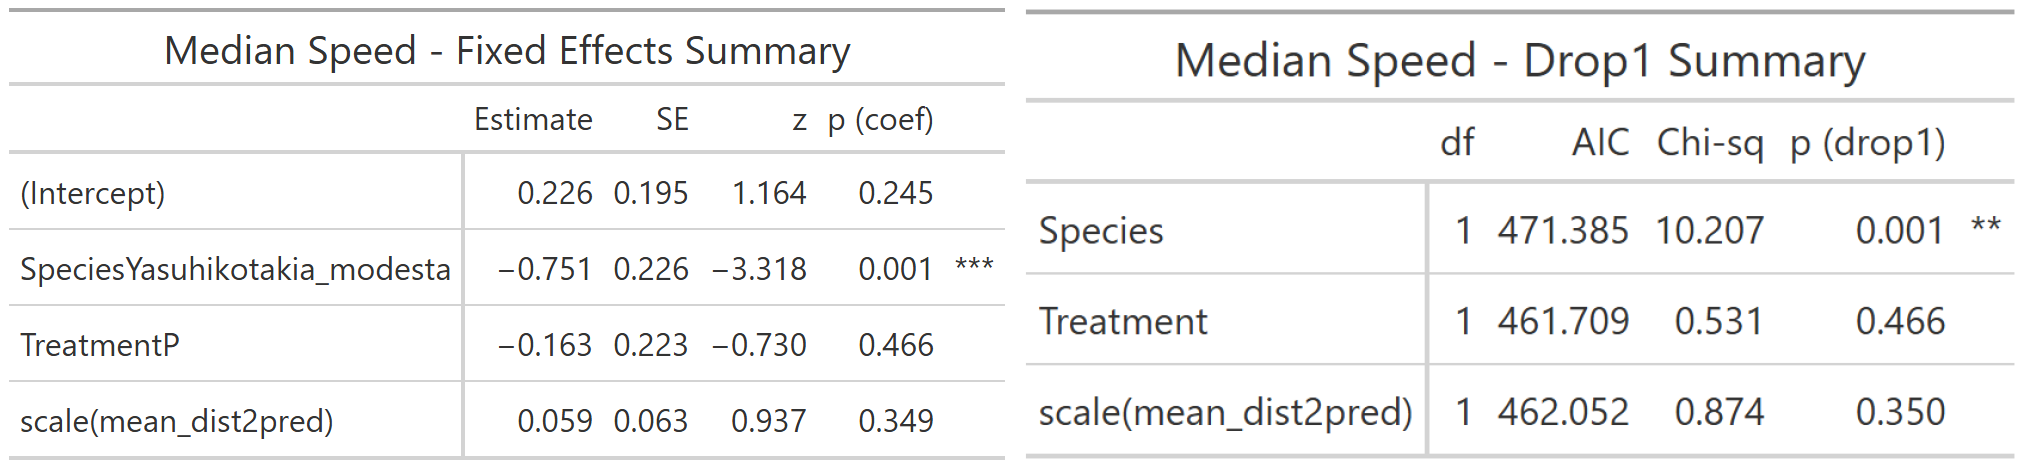 Median Speed - Fixed Effects Summary
Estimate SE z p (coef)
(Intercept) 0.226 0.195 1.164 0.245
SpeciesYasuhikotakia_modesta −0.751 0.226 −3.318 0.001 ***
TreatmentP −0.163 0.223 −0.730 0.466
scale(mean_dist2pred) 0.059 0.063 0.937 0.349
Median Speed - Drop1 Summary
df AIC Chi-sq p (drop1)
Species 1 471.385 10.207 0.001 **
Treatment 1 461.709 0.531 0.466
scale(mean_dist2pred) 1 462.052 0.874 0.350